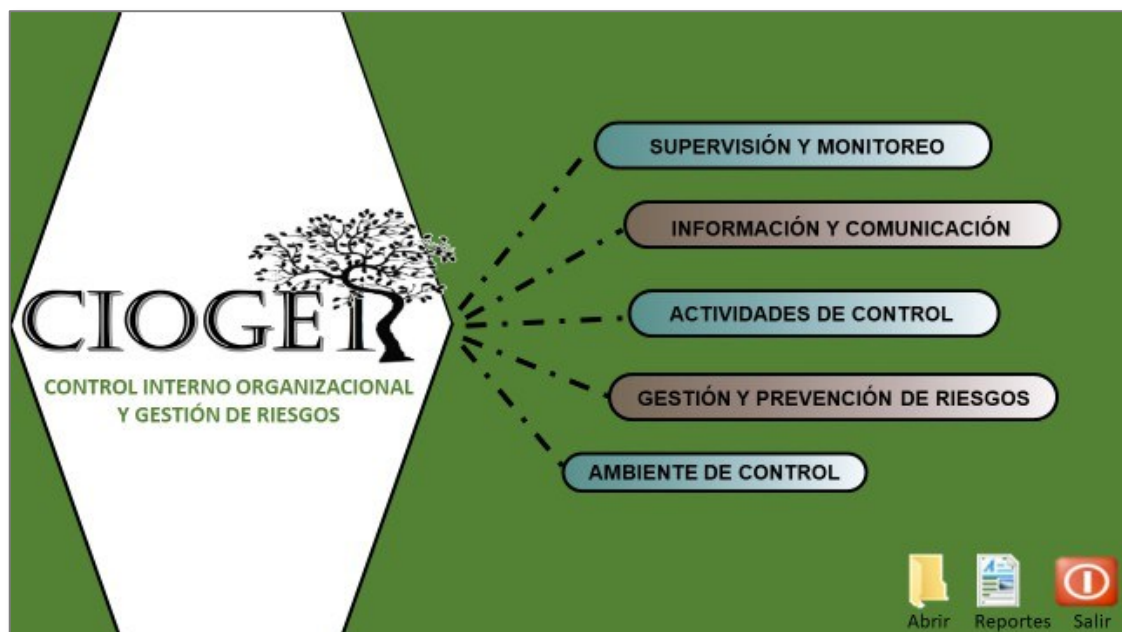 CIOGER
CONTROL INTERNO ORGANIZACIONAL
Y GESTIÓN DE RIESGOS
SUPERVISIÓN Y MONITOREO
INFORMACIÓN Y COMUNICACIÓN
ACTIVIDADES DE CONTROL
GESTIÓN Y PREVENCIÓN DE RIESGOS
AMBIENTE DE CONTROL
Abrir Reportes Salir